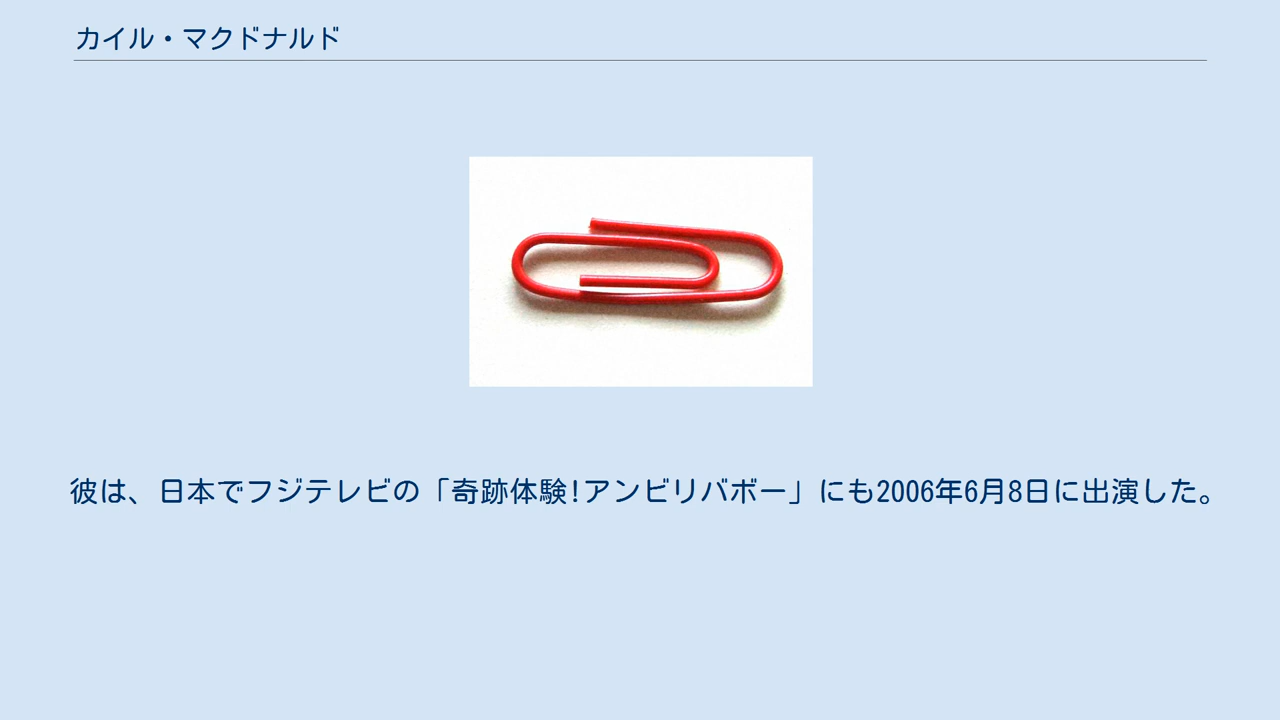 カイル・マクドナルド
彼は、日本でフジテレビの「奇跡体験!アンビリバボー」にも2006年6月8日に出演した。